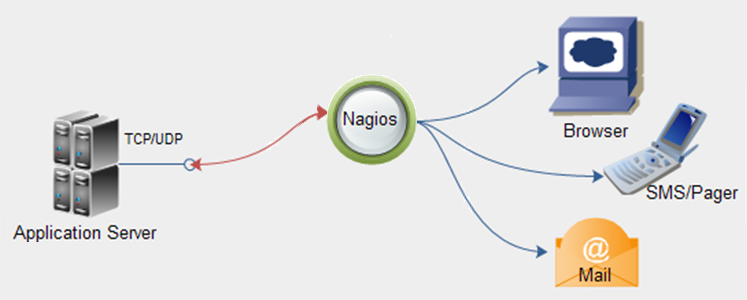 TCP/UDP
Application Server
Nagios
Browser
SMS/Pager
@
Mail